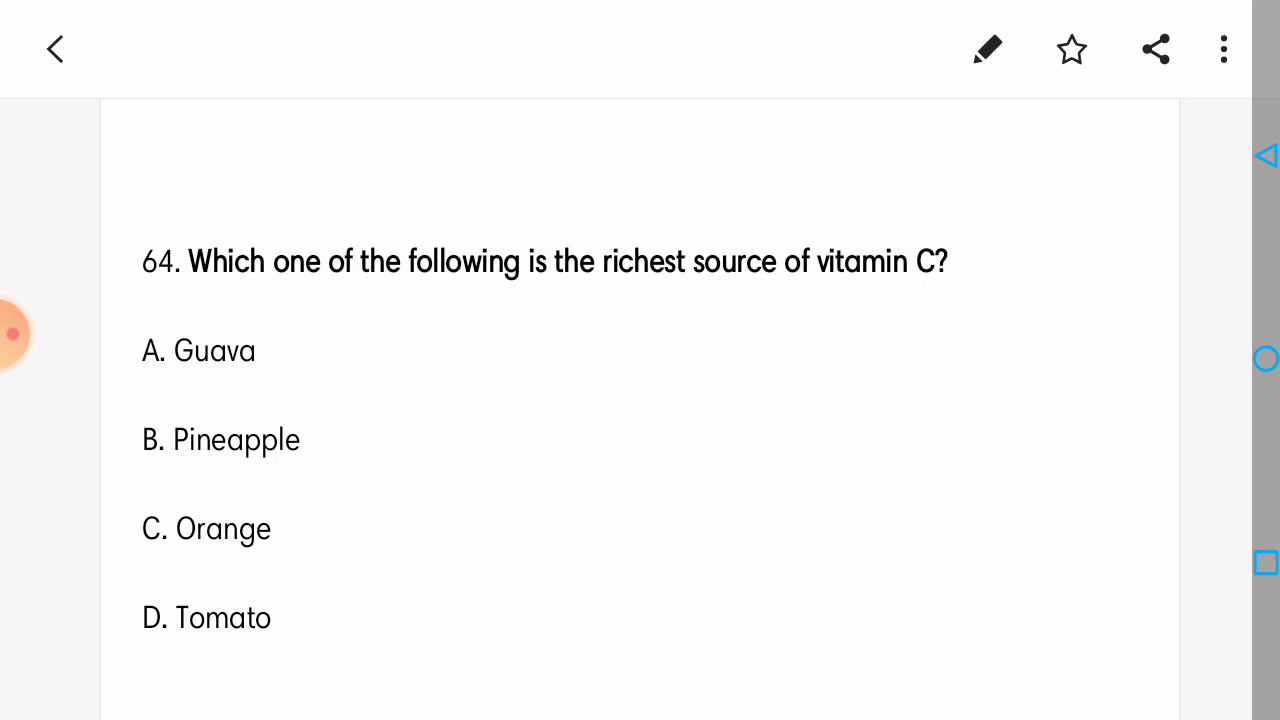 64. Which one of the following is the richest source of vitamin C?
A. Guava
B. Pineapple
C. Orange
D. Tomato